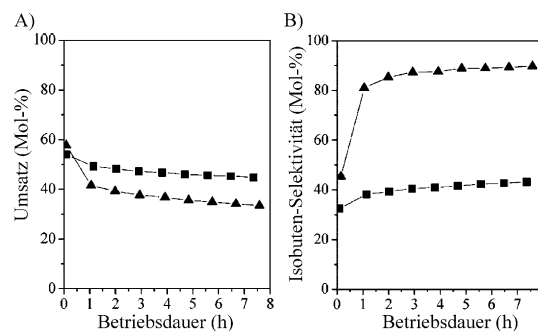 A)
B)
100
80
60
40
20
0
Umsatz (Mol-%)
0 1 2 3 4 5 6 7 8
Betriebsdauer (h)
100
80
60
40
20
0
Isobuten-Selektivität (Mol-%)
0 1 2 3 4 5 6 7
Betriebsdauer (h)